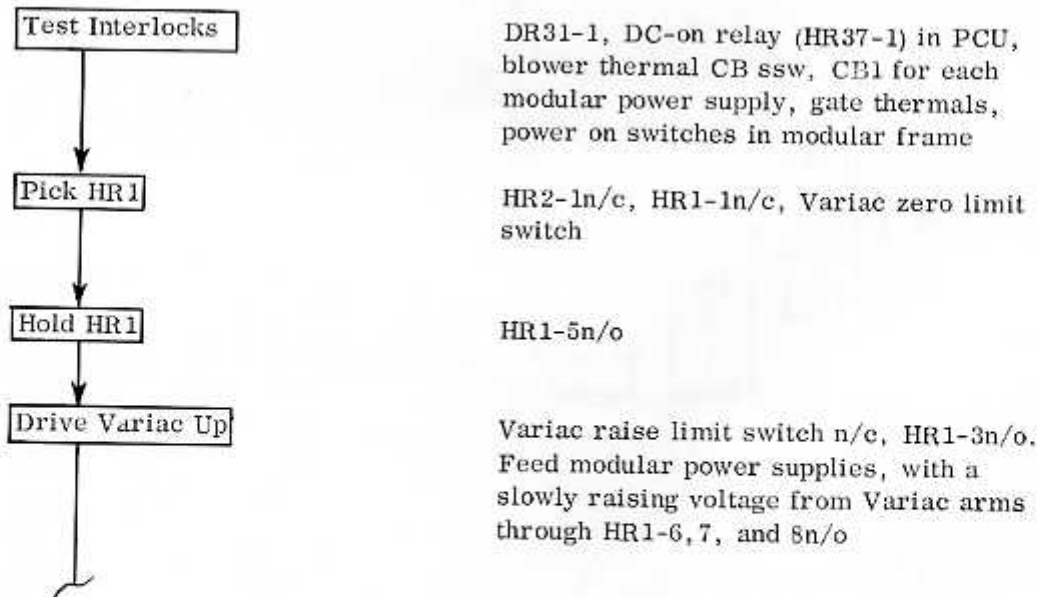 Test Interlocks
DR31-1, DC-on relay (HR37-1) in PCU,
blower thermal CB ssw, CB1 for each
modular power supply, gate thermals,
power on switches in modular frame
Pick HR1
HR2-1n/c, HR1-1n/c, Variac zero limit
switch
Hold HR1
HR1-5n/o
Drive Variac Up
Variac raise limit switch n/c, HR1-3n/o.
Feed modular power supplies, with a
slowly raising voltage from Variac arms
through HR1-6,7, and 8n/o